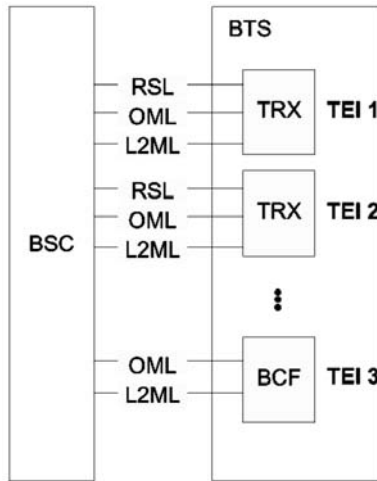 BTS
RSL
OML
L2ML
TRX
TEI 1
RSL
OML
L2ML
TRX
TEI 2
BSC
OML
L2ML
BCF
TEI 3